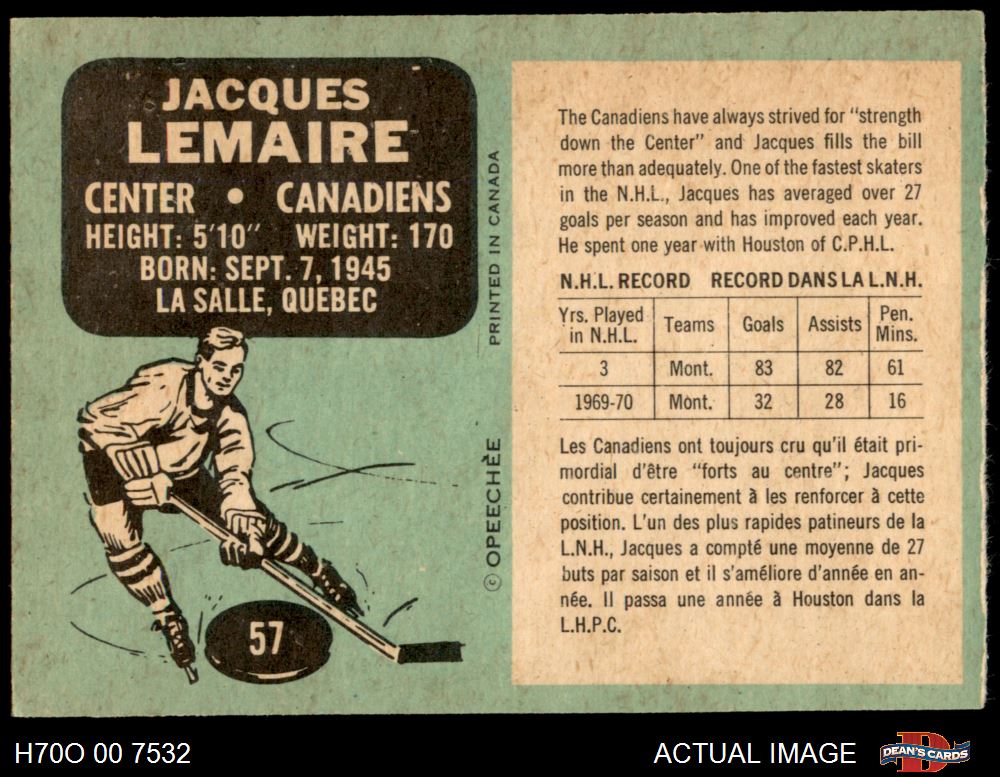 JACQUES
LEMAIRE
CENTER • CANADIENS
HEIGHT: 5'10" WEIGHT: 170
BORN: SEPT. 7, 1945
LA SALLE, QUEBEC
57
PRINTED IN CANADA
© OPEECHÈE
The Canadiens have always strived for "strength
down the Center" and Jacques fills the bill
more than adequately. One of the fastest skaters
in the N.H.L., Jacques has averaged over 27
goals per season and has improved each year.
He spent one year with Houston of C.P.H.L.
N.H.L. RECORD RECORD DANS LA L.N.H.
Yrs. Played in N.H.L. Teams Goals Assists Pen. Mins.
3 Mont. 83 82 61
1969-70 Mont. 32 28 16
Les Canadiens ont toujours cru qu'il était pri-
mordial d'être "forts au centre"; Jacques
contribue certainement à les renforcer à cette
position. L'un des plus rapides patineurs de la
L.N.H., Jacques a compté une moyenne de 27
buts par saison et il s'améliore d'année en an-
née. Il passa une année à Houston dans la
L.H.P.C.
H70O 00 7532
ACTUAL IMAGE
DEAN'S CARDS